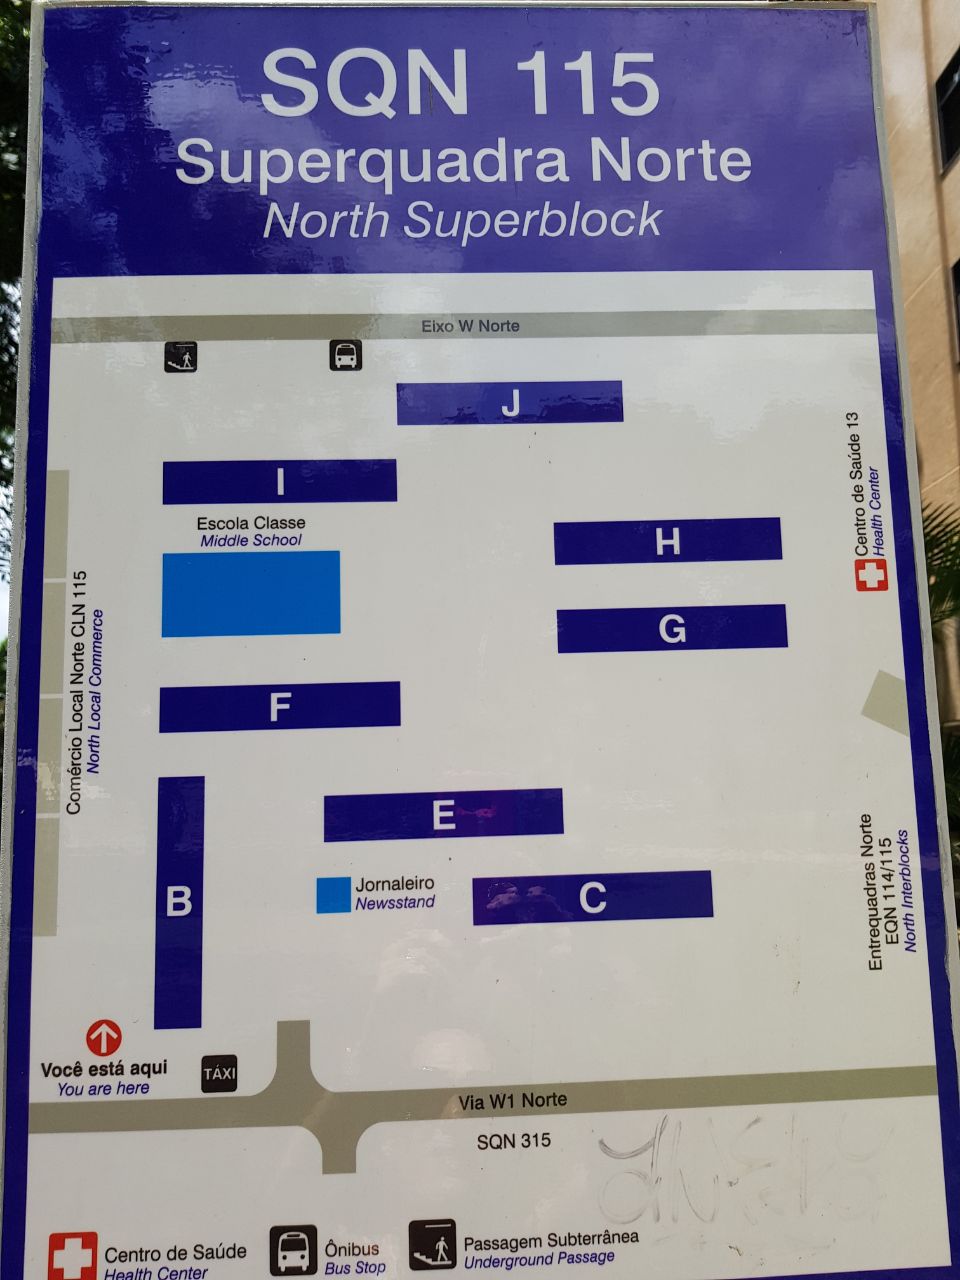 SQN 115
Superquadra Norte
North Superblock
Eixo W Norte
J
I
Escola Classe
Middle School
H
G
Centro de Saúde 13
Health Center
Comércio Local Norte CLN 115
North Local Commerce
F
E
B
Jornaleiro
Newsstand
C
Entrequadras Norte
EQN 114/115
North Interblocks
Você está aqui
You are here
TÁXI
Via W1 Norte
SQN 315
Centro de Saúde
Health Center
Ônibus
Bus Stop
Passagem Subterrânea
Underground Passage